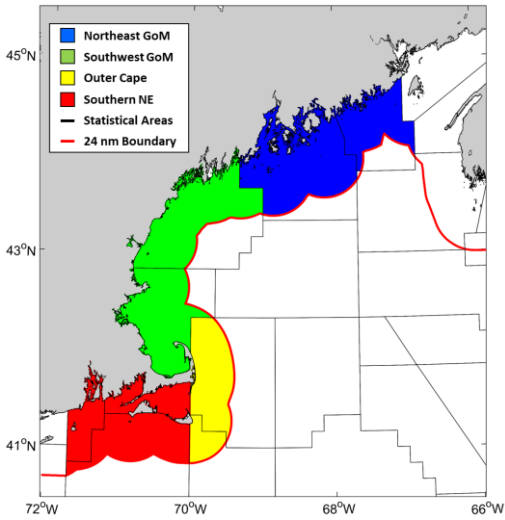 45°N
Northeast GoM
Southwest GoM
Outer Cape
Southern NE
Statistical Areas
24 nm Boundary
43°N
41°N
72°W
70°W
68°W
66°W